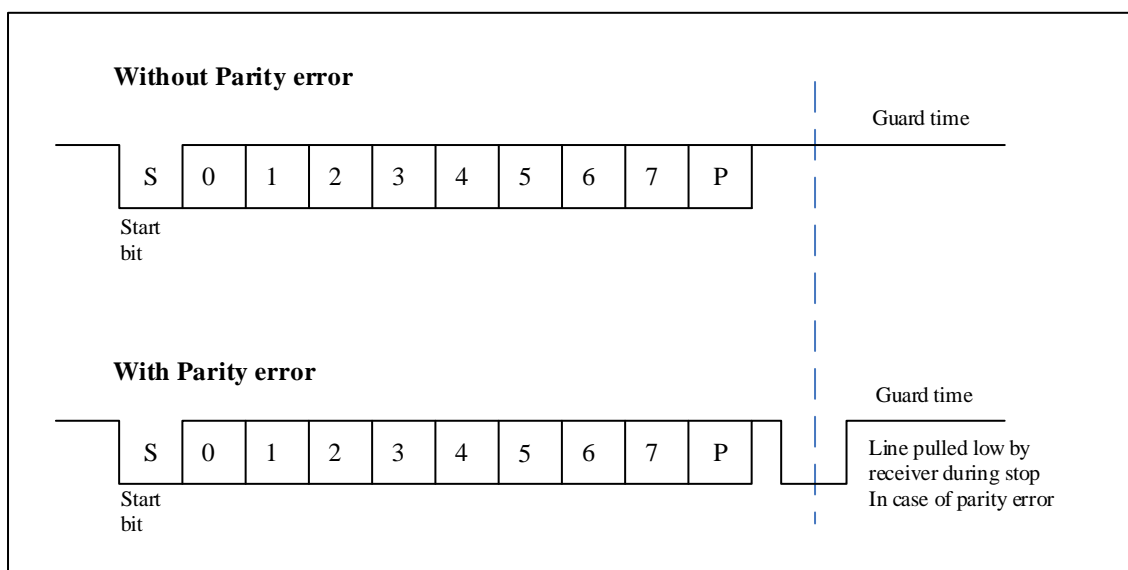 Without Parity error
Guard time
S 0 1 2 3 4 5 6 7 P
Start
bit
With Parity error
Guard time
S 0 1 2 3 4 5 6 7 P
Line pulled low by
receiver during stop
In case of parity error
Start
bit